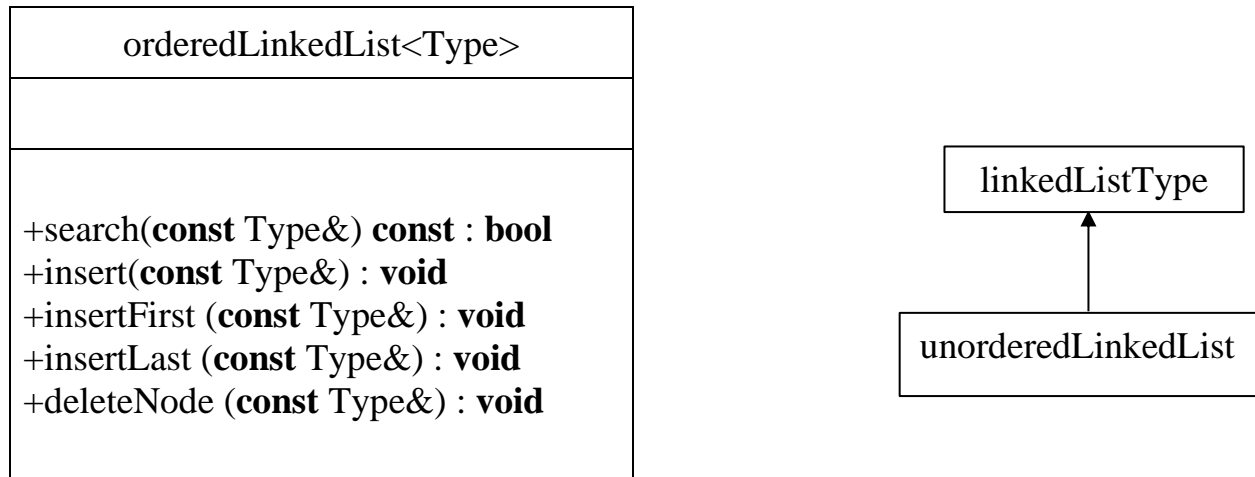 orderedLinkedList<Type>
+search(const Type&) const : bool
+insert(const Type&) : void
+insertFirst (const Type&) : void
+insertLast (const Type&) : void
+deleteNode (const Type&) : void
linkedListType
unorderedLinkedList